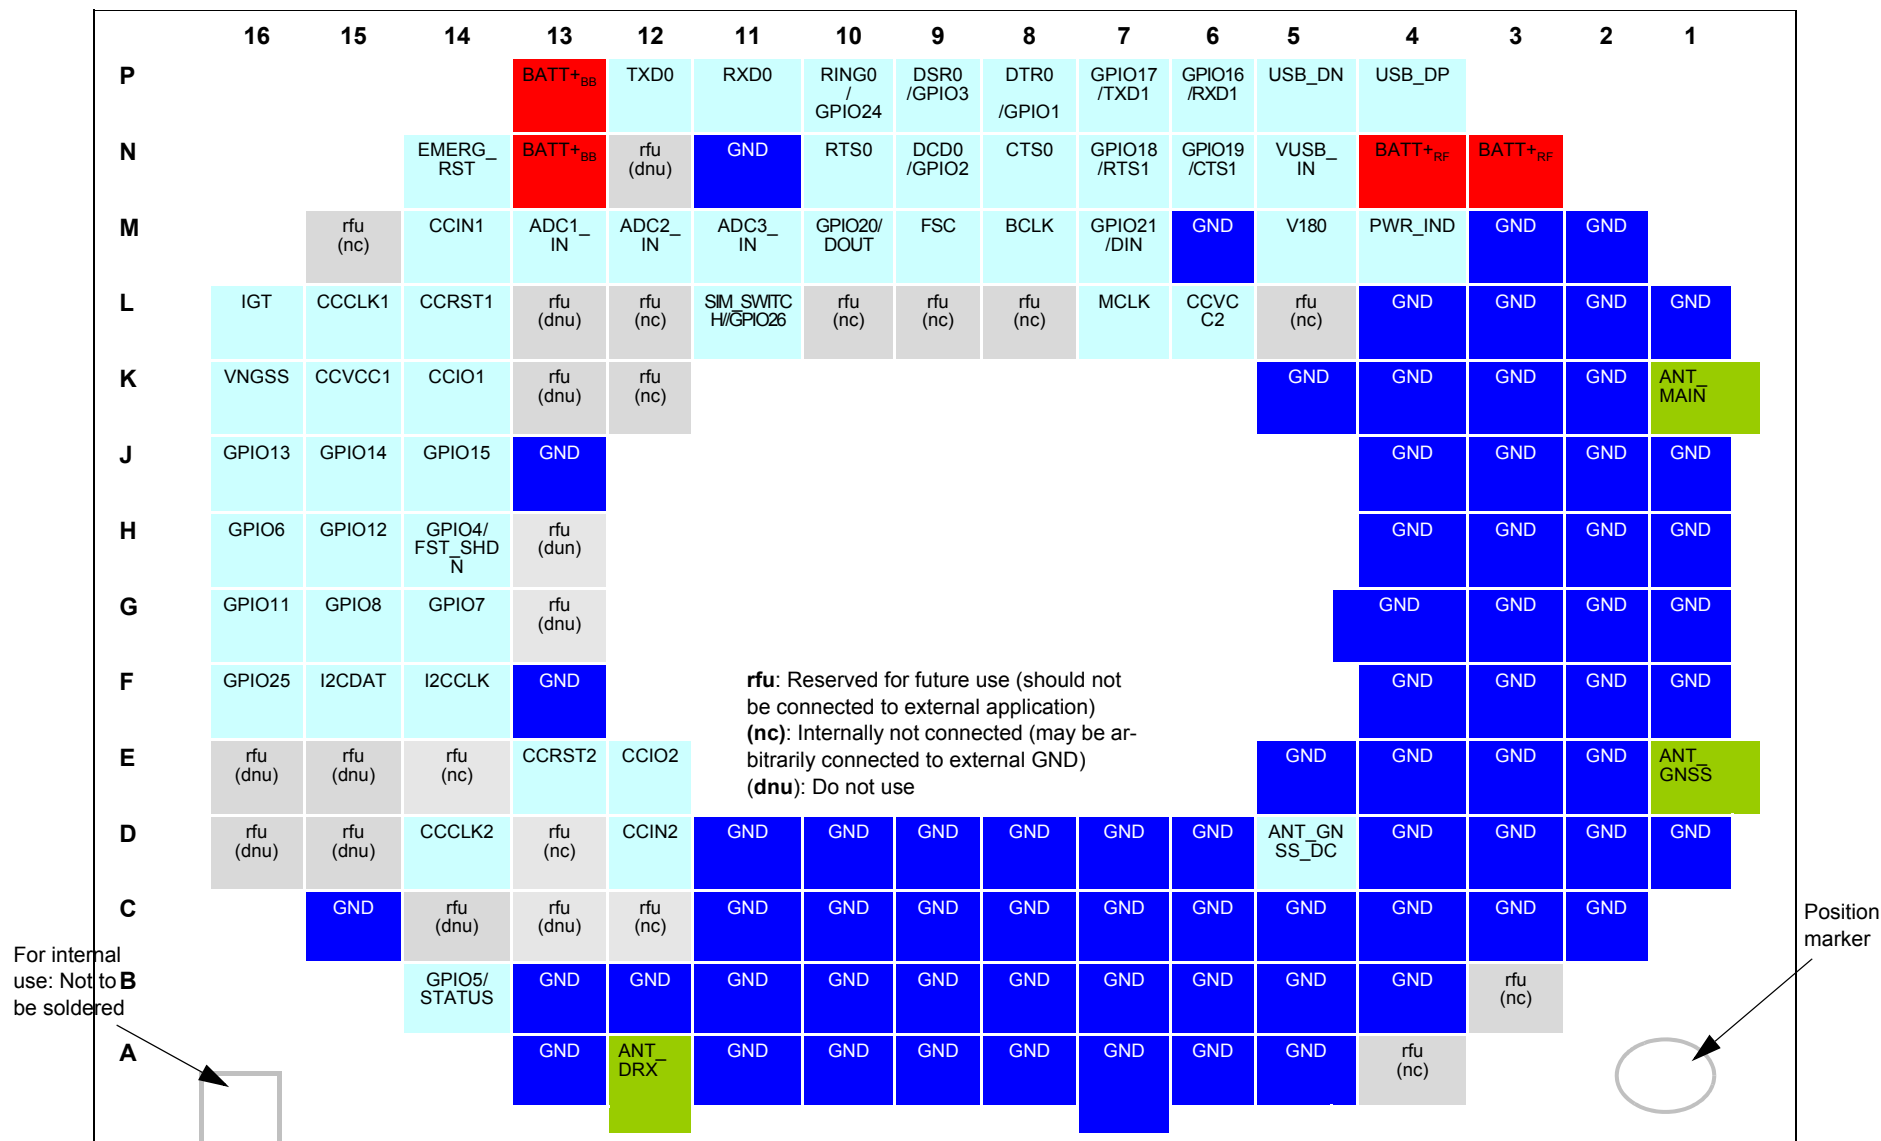 16 15 14 13 12 11 10 9 8 7 6 5 4 3 2 1
P BATT+BB TXD0 RXD0 RING0 / GPIO24 DSR0 /GPIO3 DTR0 /GPIO1 GPIO17 /TXD1 GPIO16 /RXD1 USB_DN USB_DP
N EMERG_ RST BATT+BB rfu (dnu) GND RTS0 DCD0 /GPIO2 CTS0 GPIO18 /RTS1 GPIO19 /CTS1 VUSB_ IN BATT+RF BATT+RF
M rfu (nc) CCIN1 ADC1_ IN ADC2_ IN ADC3_ IN GPIO20/ DOUT FSC BCLK GPIO21 /DIN GND V180 PWR_IND GND GND
L IGT CCCLK1 CCRST1 rfu (dnu) rfu (nc) SIM_SWITC H//GPIO26 rfu (nc) rfu (nc) rfu (nc) MCLK CCVC C2 rfu (nc) GND GND GND GND
K VNGSS CCVCC1 CCIO1 rfu (dnu) rfu (nc) GND GND GND GND ANT_ MAIN
J GPIO13 GPIO14 GPIO15 GND GND GND GND GND
H GPIO6 GPIO12 GPIO4/ FST_SHD N rfu (dun) GND GND GND GND
G GPIO11 GPIO8 GPIO7 rfu (dnu) GND GND GND GND
F GPIO25 I2CDAT I2CCLK GND GND GND GND GND
rfu: Reserved for future use (should not
be connected to external application)
(nc): Internally not connected (may be ar-
bitrarily connected to external GND)
(dnu): Do not use
E rfu (dnu) rfu (dnu) rfu (nc) CCRST2 CCIO2 GND GND GND GND ANT_ GNSS
D rfu (dnu) rfu (dnu) CCCLK2 rfu (nc) CCIN2 GND GND GND GND GND GND ANT_GN SS_DC GND GND GND GND
C GND rfu (dnu) rfu (dnu) rfu (nc) GND GND GND GND GND GND GND GND GND GND
B GPIO5/ STATUS GND GND GND GND GND GND GND GND GND GND rfu (nc)
A GND ANT_ DRX GND GND GND GND GND GND GND rfu (nc)
For internal
use: Not to
be soldered
Position
marker